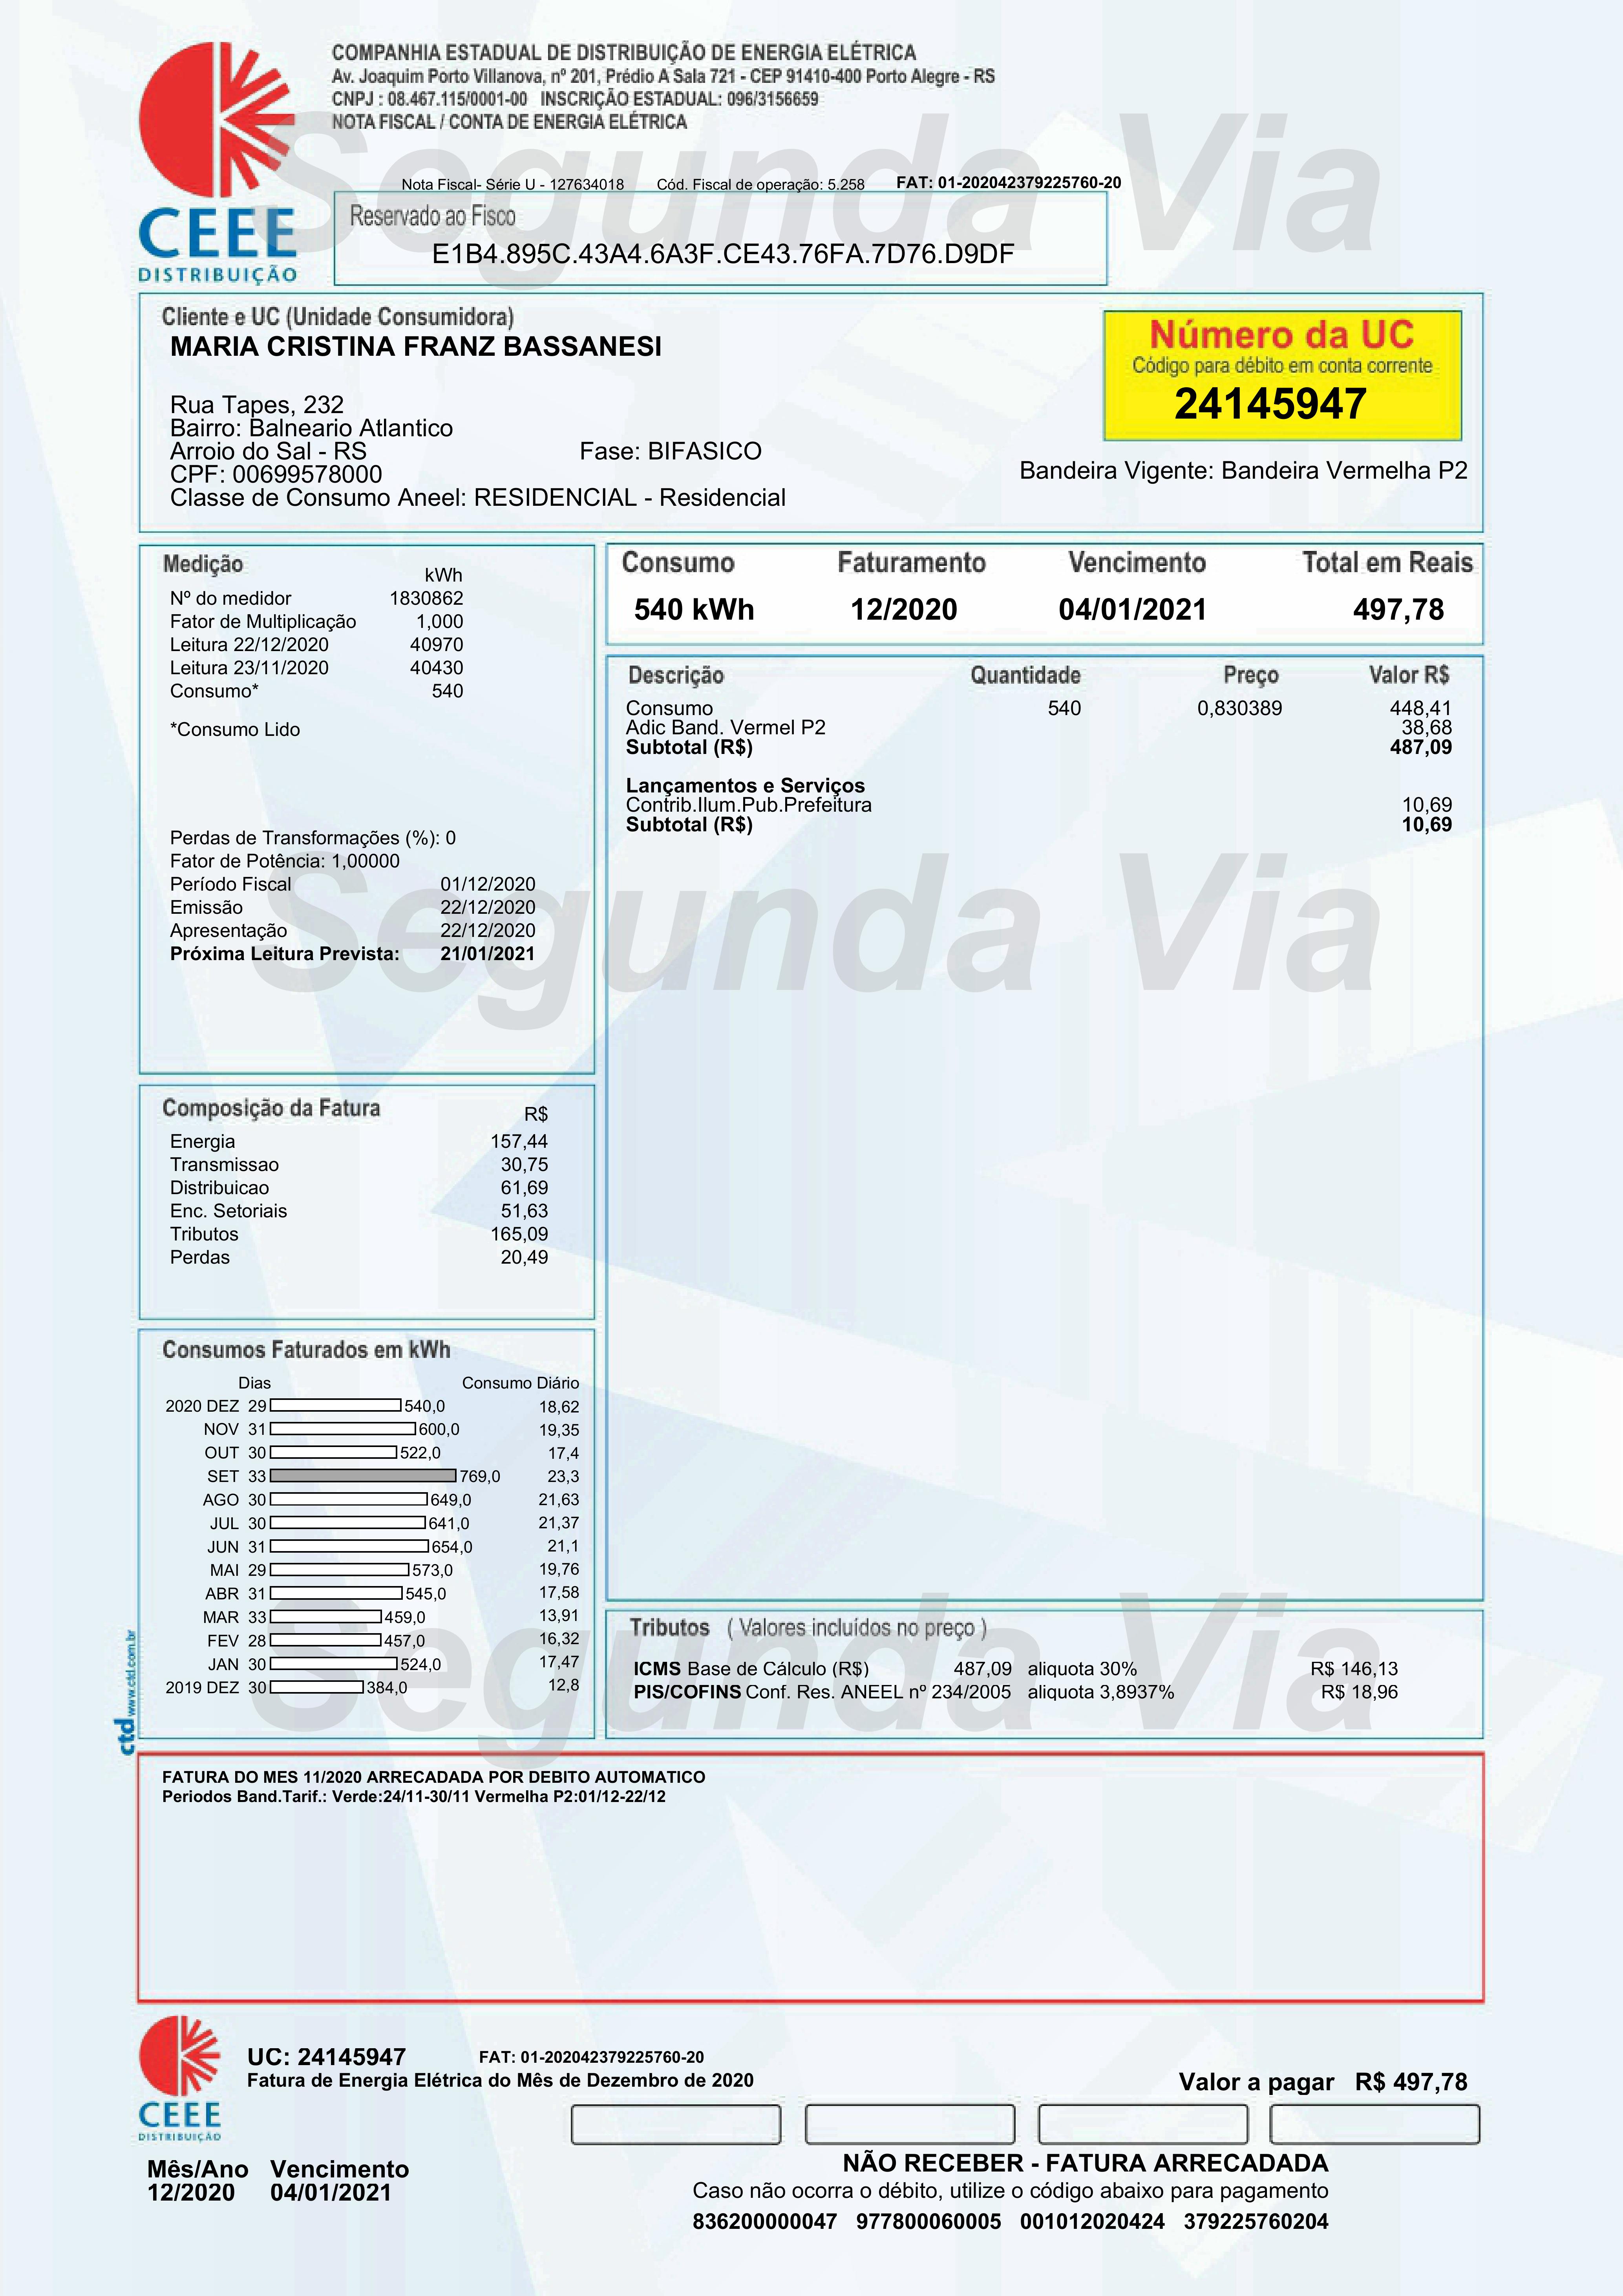 COMPANHIA ESTADUAL DE DISTRIBUIÇÃO DE ENERGIA ELÉTRICA
Av. Joaquim Porto Villanova, nº 201, Prédio A Sala 721 - CEP 91410-400 Porto Alegre - RS
CNPJ : 08.467.115/0001-00 INSCRIÇÃO ESTADUAL: 096/3156659
NOTA FISCAL / CONTA DE ENERGIA ELÉTRICA
Segunda Via
Nota Fiscal- Série U - 127634018 Cód. Fiscal de operação: 5.258 FAT: 01-202042379225760-20
CEEE
DISTRIBUIÇÃO
Reservado ao Fisco
E1B4.895C.43A4.6A3F.CE43.76FA.7D76.D9DF
Cliente e UC (Unidade Consumidora)
MARIA CRISTINA FRANZ BASSANESI
Rua Tapes, 232
Bairro: Balneario Atlantico
Arroio do Sal - RS Fase: BIFASICO
CPF: 00699578000
Classe de Consumo Aneel: RESIDENCIAL - Residencial
Número da UC
Código para débito em conta corrente
24145947
Bandeira Vigente: Bandeira Vermelha P2
Medição
kWh
Nº do medidor 1830862
Fator de Multiplicação 1,000
Leitura 22/12/2020 40970
Leitura 23/11/2020 40430
Consumo* 540
*Consumo Lido
Perdas de Transformações (%): 0
Fator de Potência: 1,00000
Período Fiscal 01/12/2020
Emissão 22/12/2020
Apresentação 22/12/2020
Próxima Leitura Prevista: 21/01/2021
Consumo Faturamento Vencimento Total em Reais
540 kWh 12/2020 04/01/2021 497,78
Descrição Quantidade Preço Valor R$
Consumo 540 0,830389 448,41
Adic Band. Vermel P2 38,68
Subtotal (R$) 487,09
Lançamentos e Serviços
Contrib.Ilum.Pub.Prefeitura 10,69
Subtotal (R$) 10,69
Segunda Via
Composição da Fatura R$
Energia 157,44
Transmissao 30,75
Distribuicao 61,69
Enc. Setoriais 51,63
Tributos 165,09
Perdas 20,49
Consumos Faturados em kWh
Dias Consumo Diário
2020 DEZ 29 540,0 18,62
NOV 31 600,0 19,35
OUT 30 522,0 17,4
SET 33 769,0 23,3
AGO 30 649,0 21,63
JUL 30 641,0 21,37
JUN 31 654,0 21,1
MAI 29 573,0 19,76
ABR 31 545,0 17,58
MAR 33 459,0 13,91
FEV 28 457,0 16,32
JAN 30 524,0 17,47
2019 DEZ 30 384,0 12,8
Segunda Via
Tributos ( Valores incluídos no preço )
ICMS Base de Cálculo (R$) 487,09 aliquota 30% R$ 146,13
PIS/COFINS Conf. Res. ANEEL nº 234/2005 aliquota 3,8937% R$ 18,96
ctd www.ctd.com.br
FATURA DO MES 11/2020 ARRECADADA POR DEBITO AUTOMATICO
Periodos Band.Tarif.: Verde:24/11-30/11 Vermelha P2:01/12-22/12
CEEE
DISTRIBUIÇÃO
UC: 24145947 FAT: 01-202042379225760-20
Fatura de Energia Elétrica do Mês de Dezembro de 2020
Valor a pagar R$ 497,78
Mês/Ano Vencimento
12/2020 04/01/2021
NÃO RECEBER - FATURA ARRECADADA
Caso não ocorra o débito, utilize o código abaixo para pagamento
836200000047 977800060005 001012020424 379225760204